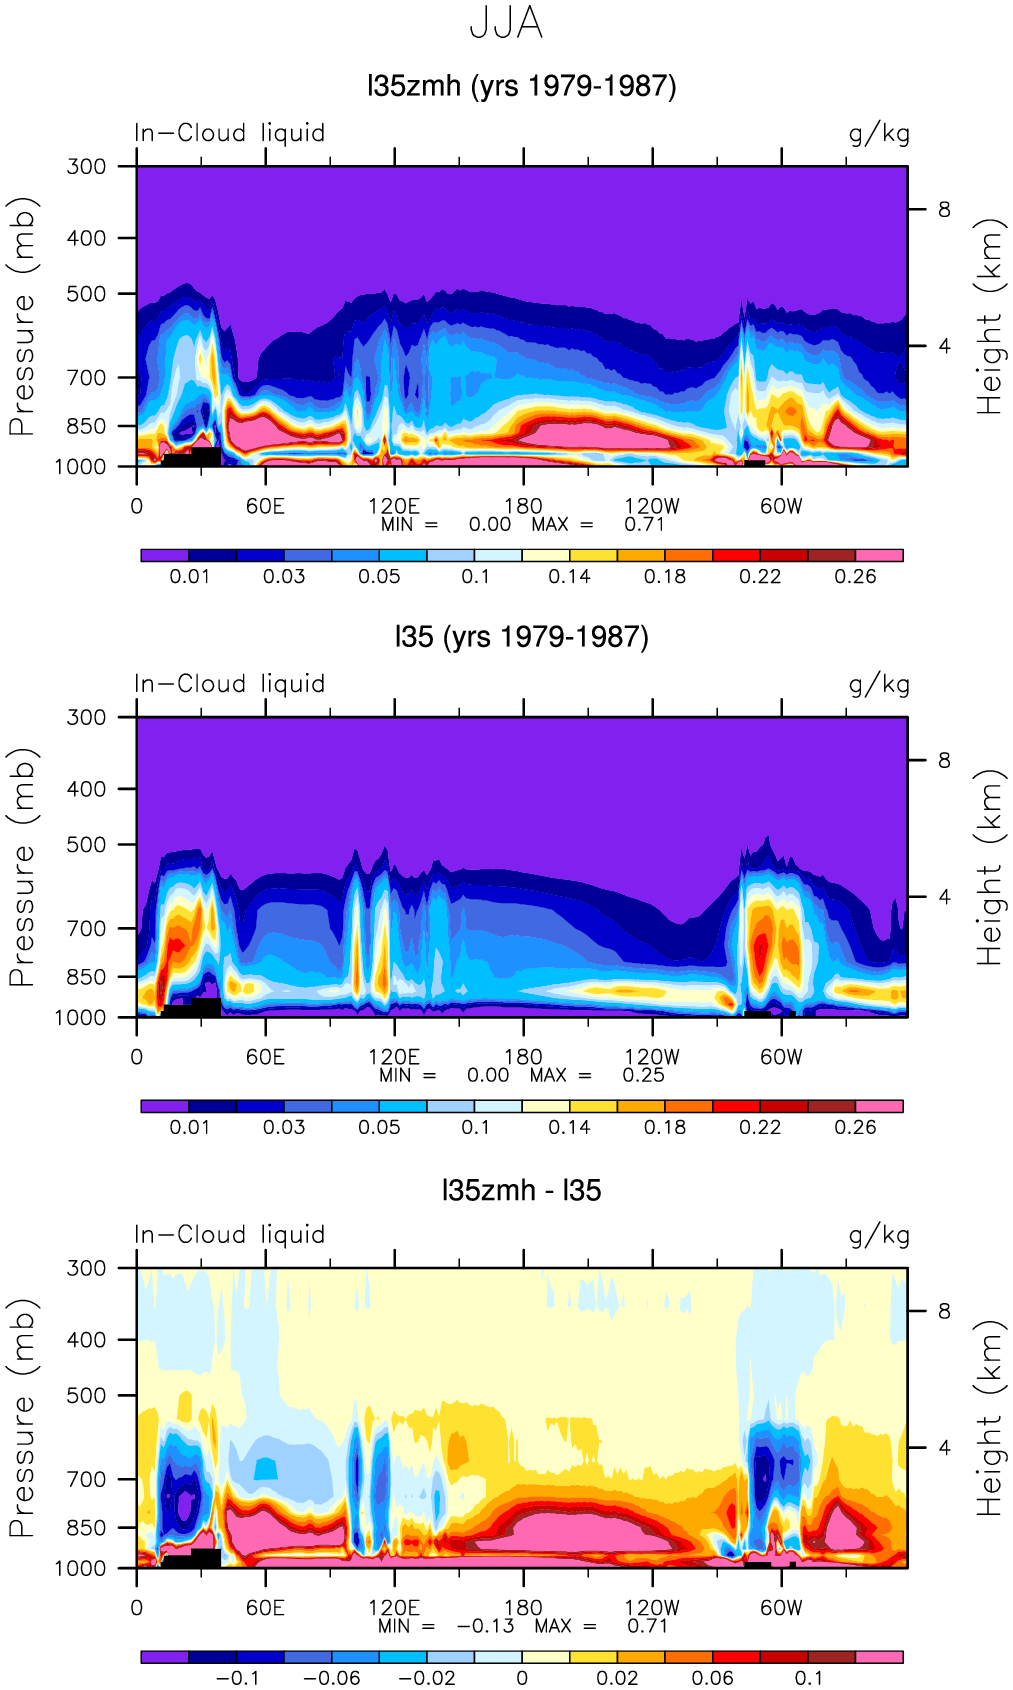 JJA
l35zmh (yrs 1979-1987)
In-Cloud liquid g/kg
300
400
500
700
850
1000
Pressure (mb)
8
4
Height (km)
0 60E 120E 180 120W 60W
MIN = 0.00 MAX = 0.71
0.01 0.03 0.05 0.1 0.14 0.18 0.22 0.26
l35 (yrs 1979-1987)
In-Cloud liquid g/kg
300
400
500
700
850
1000
Pressure (mb)
8
4
Height (km)
0 60E 120E 180 120W 60W
MIN = 0.00 MAX = 0.25
0.01 0.03 0.05 0.1 0.14 0.18 0.22 0.26
l35zmh - l35
In-Cloud liquid g/kg
300
400
500
700
850
1000
Pressure (mb)
8
4
Height (km)
0 60E 120E 180 120W 60W
MIN = -0.13 MAX = 0.71
-0.1 -0.06 -0.02 0 0.02 0.06 0.1